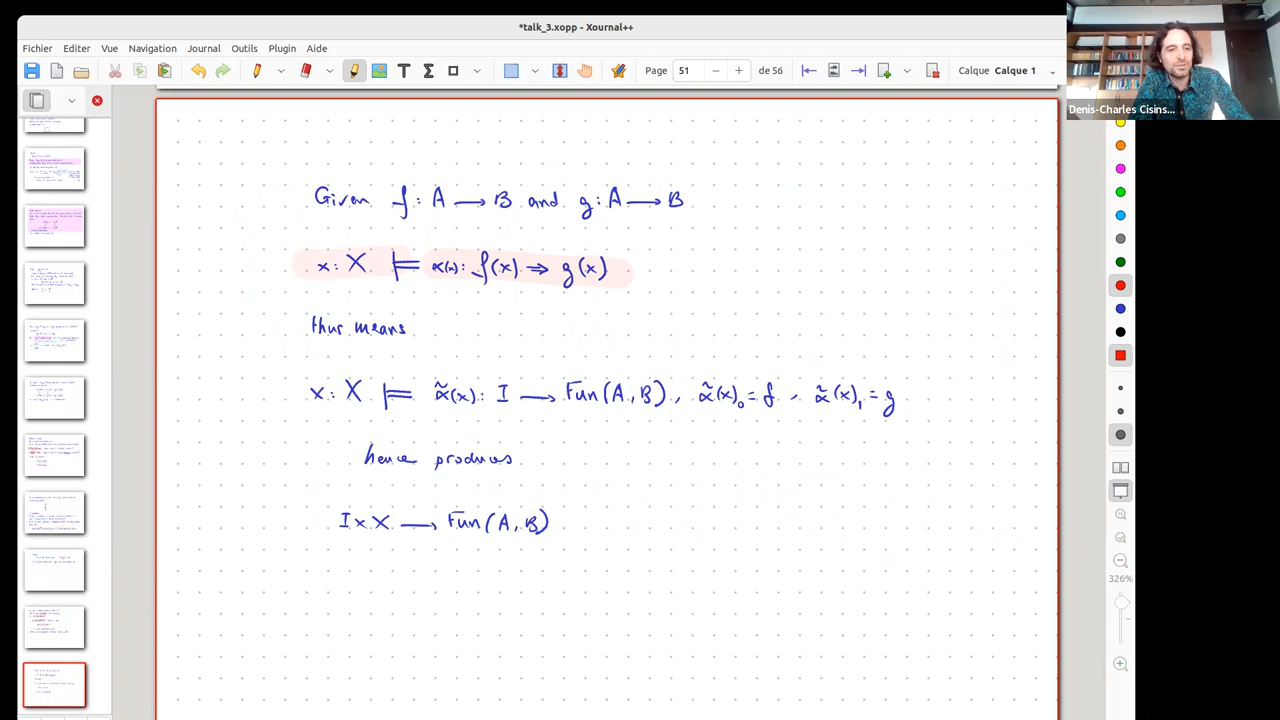 *talk_3.xopp - Xournal++
Fichier Editer Vue Navigation Journal Outils Plugin Aide
Page 51 de 56 Calque Calque 1
Denis-Charles Cisins...
Given f : A ⟶ B and g : A ⟶ B
x : X ⊨ α(x) : f(x) ⇒ g(x)
thus means
x : X ⊨ α̃(x) : I ⟶ Fun(A, B), α̃(x)₀ = f, α̃(x)₁ = g
hence produces
I × X ⟶ Fun(A, B)
326%